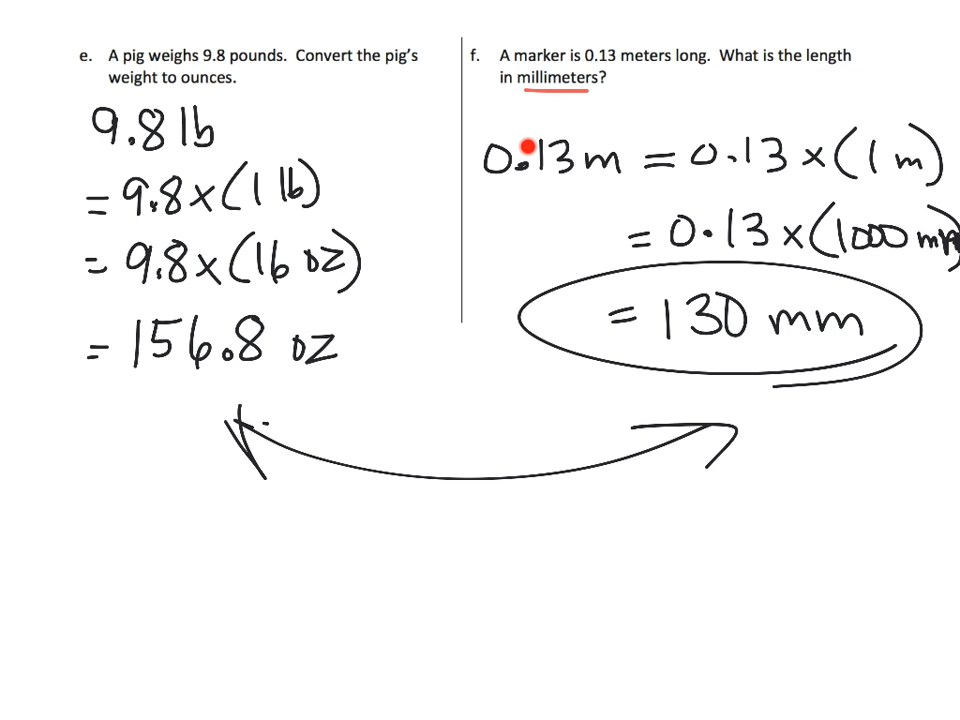 e. A pig weighs 9.8 pounds. Convert the pig's
weight to ounces.
9.8 lb
= 9.8 x (1 lb)
= 9.8 x (16 oz)
= 156.8 oz
f. A marker is 0.13 meters long. What is the length
in millimeters?
0.13 m = 0.13 x (1 m)
= 0.13 x (1000 mm)
= 130 mm